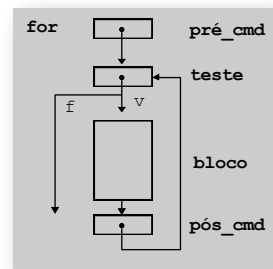 for pré_cmd
teste
f v
bloco
pós_cmd